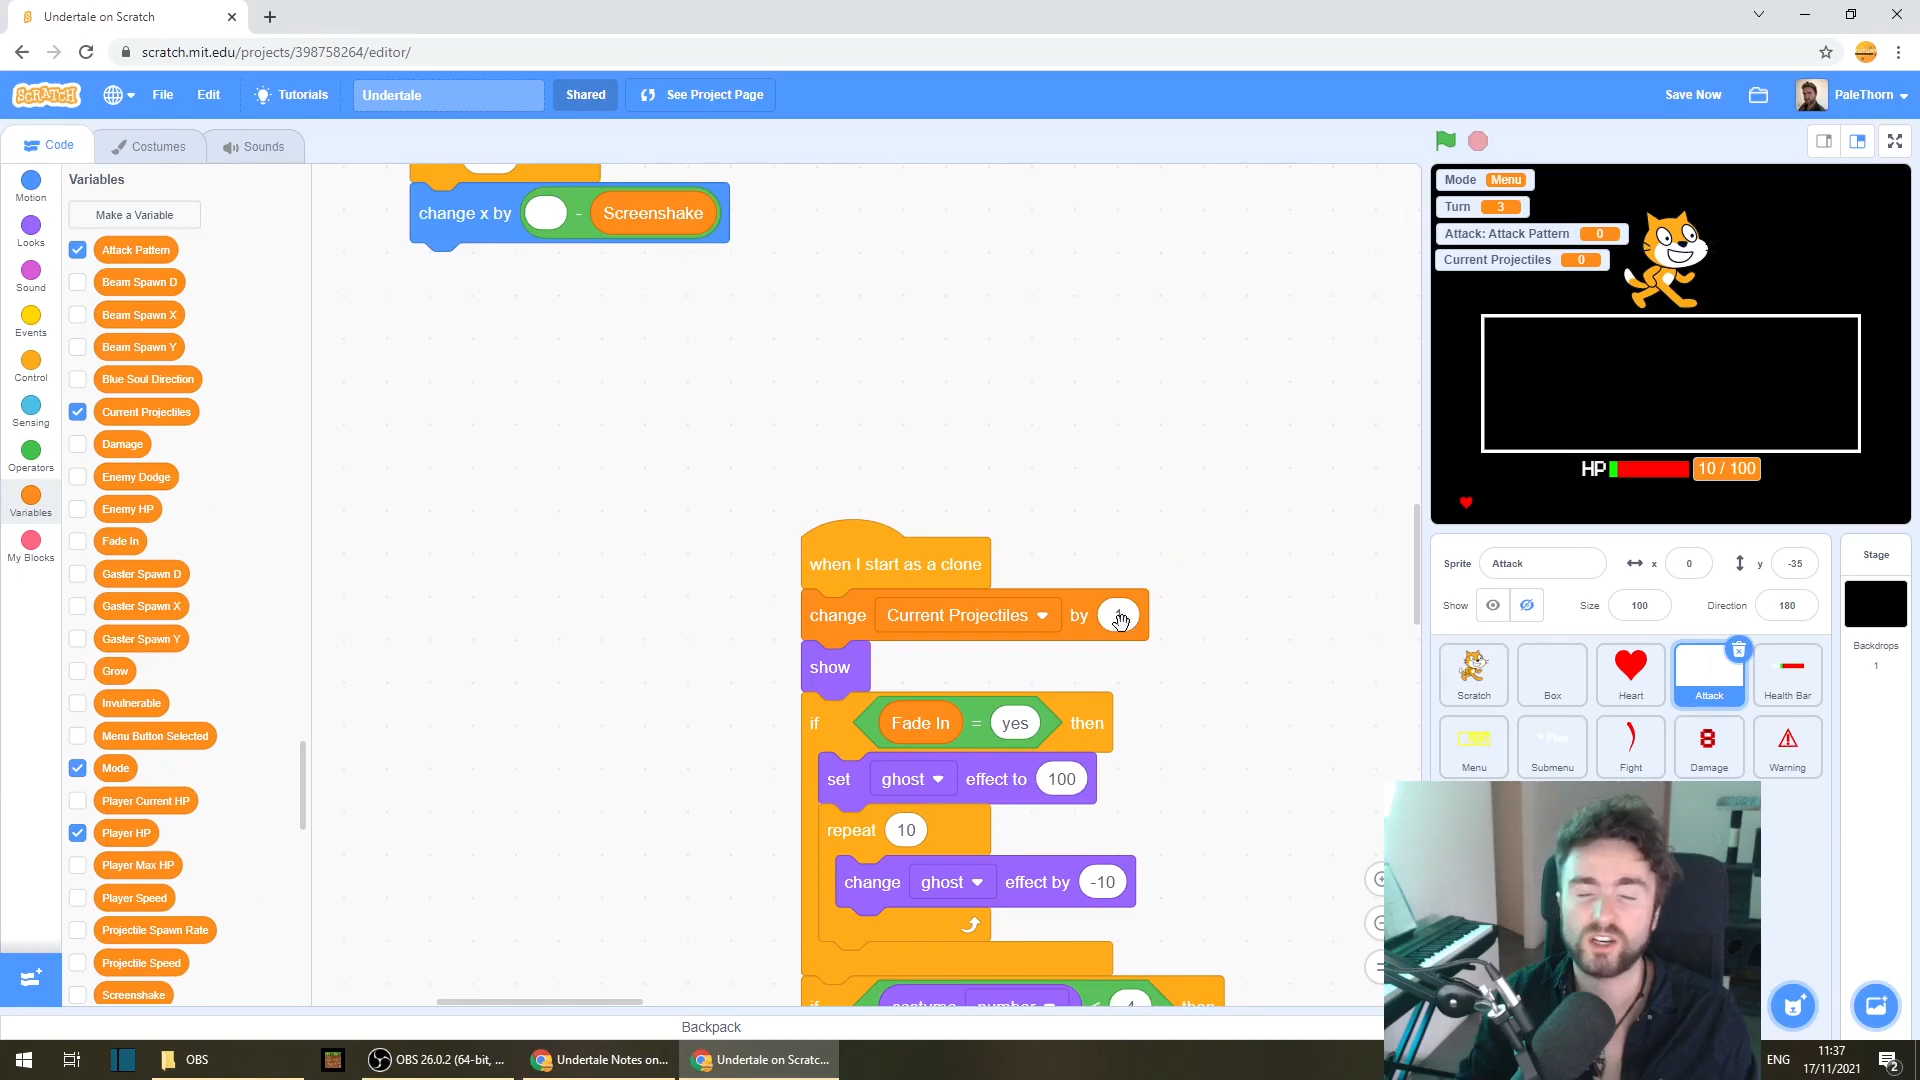 Undertale on Scratch
scratch.mit.edu/projects/398758264/editor/
SCRATCH
File
Edit
Tutorials
Undertale
Shared
See Project Page
Save Now
PaleThorn
Code
Costumes
Sounds
Motion
Looks
Sound
Events
Control
Sensing
Operators
Variables
My Blocks
Variables
Make a Variable
Attack Pattern
Beam Spawn D
Beam Spawn X
Beam Spawn Y
Blue Soul Direction
Current Projectiles
Damage
Enemy Dodge
Enemy HP
Fade In
Gaster Spawn D
Gaster Spawn X
Gaster Spawn Y
Grow
Invulnerable
Menu Button Selected
Mode
Player Current HP
Player HP
Player Max HP
Player Speed
Projectile Spawn Rate
Projectile Speed
Screenshake
change x by - Screenshake
when I start as a clone
change Current Projectiles by
show
if Fade In = yes then
set ghost effect to 100
repeat 10
change ghost effect by -10
if costume number < 4 then
Backpack
Mode Menu
Turn 3
Attack: Attack Pattern 0
Current Projectiles 0
HP 10 / 100
Sprite Attack x 0 y -35
Show Size 100 Direction 180
Scratch
Box
Heart
Attack
Health Bar
Menu
Submenu
Fight
8
Damage
Warning
Stage
Backdrops
1
OBS
OBS 26.0.2 (64-bit, ...
Undertale Notes on...
Undertale on Scratc...
ENG
11:37
17/11/2021
2